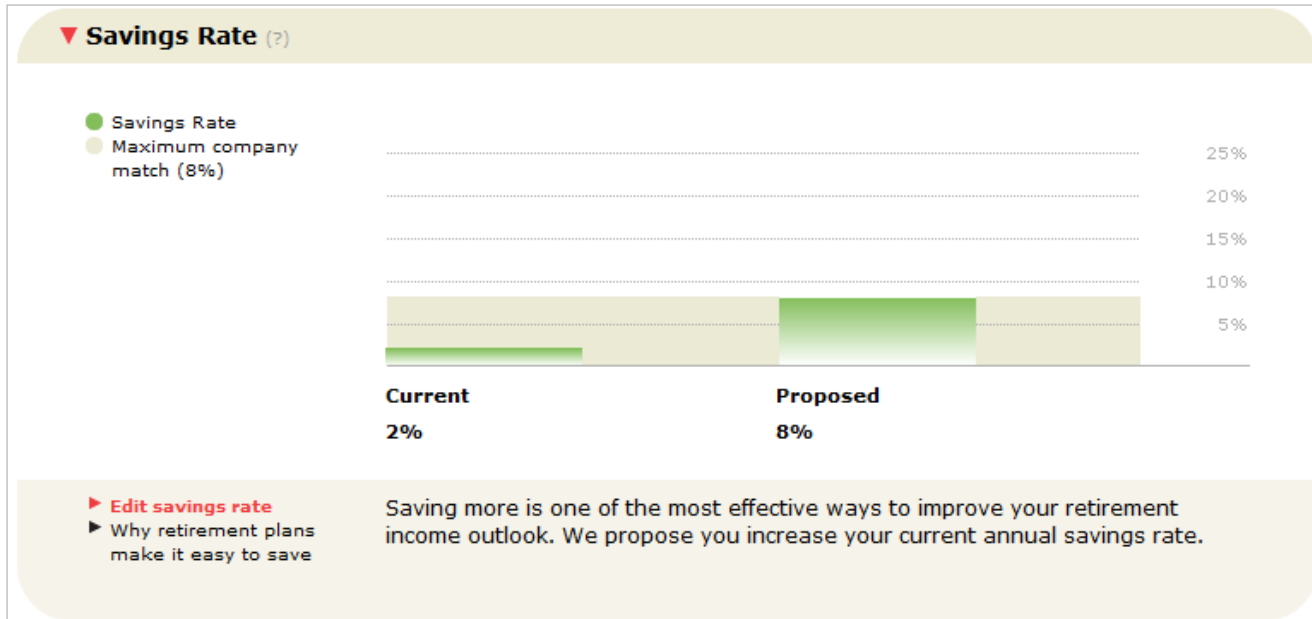 ▼ Savings Rate (?)
Savings Rate
Maximum company
match (8%)
25%
20%
15%
10%
5%
Current
Proposed
2%
8%
► Edit savings rate
► Why retirement plans
make it easy to save
Saving more is one of the most effective ways to improve your retirement
income outlook. We propose you increase your current annual savings rate.